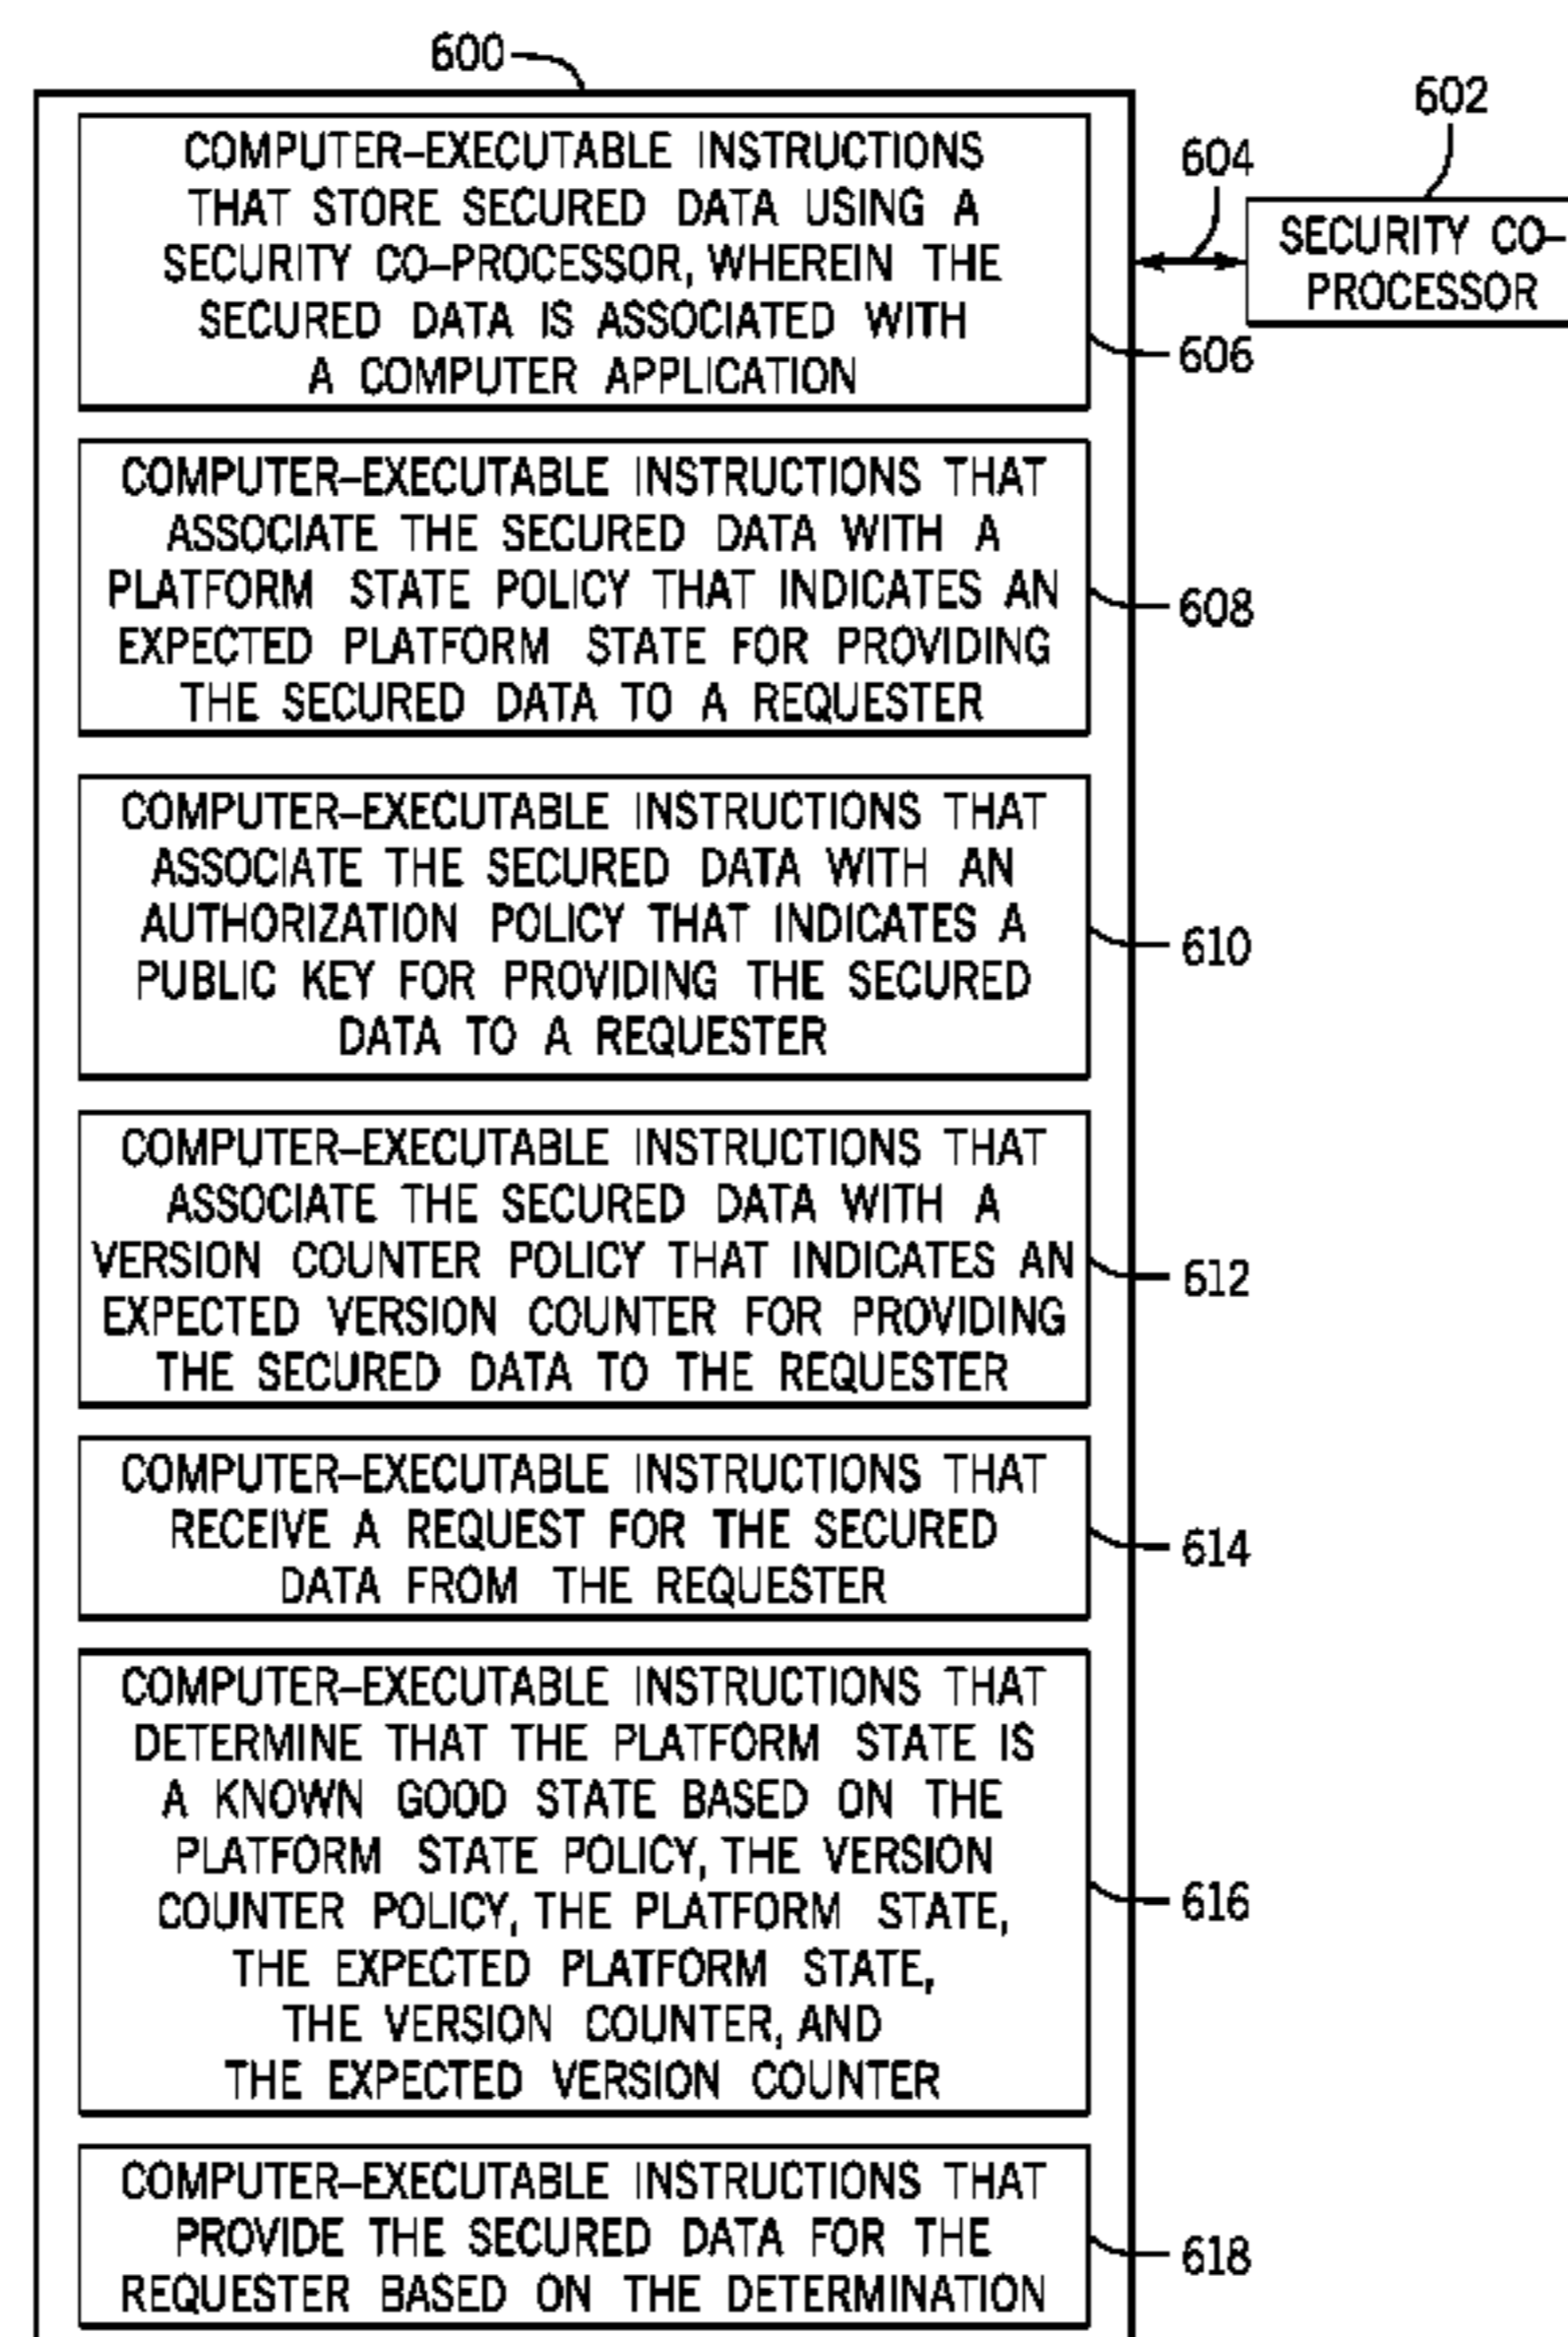 600
602
604
COMPUTER–EXECUTABLE INSTRUCTIONS
THAT STORE SECURED DATA USING A
SECURITY CO–PROCESSOR, WHEREIN THE
SECURED DATA IS ASSOCIATED WITH
A COMPUTER APPLICATION
SECURITY CO–
PROCESSOR
606
COMPUTER–EXECUTABLE INSTRUCTIONS THAT
ASSOCIATE THE SECURED DATA WITH A
PLATFORM STATE POLICY THAT INDICATES AN
EXPECTED PLATFORM STATE FOR PROVIDING
THE SECURED DATA TO A REQUESTER
608
COMPUTER–EXECUTABLE INSTRUCTIONS THAT
ASSOCIATE THE SECURED DATA WITH AN
AUTHORIZATION POLICY THAT INDICATES A
PUBLIC KEY FOR PROVIDING THE SECURED
DATA TO A REQUESTER
610
COMPUTER–EXECUTABLE INSTRUCTIONS THAT
ASSOCIATE THE SECURED DATA WITH A
VERSION COUNTER POLICY THAT INDICATES AN
EXPECTED VERSION COUNTER FOR PROVIDING
THE SECURED DATA TO THE REQUESTER
612
COMPUTER–EXECUTABLE INSTRUCTIONS THAT
RECEIVE A REQUEST FOR THE SECURED
DATA FROM THE REQUESTER
614
COMPUTER–EXECUTABLE INSTRUCTIONS THAT
DETERMINE THAT THE PLATFORM STATE IS
A KNOWN GOOD STATE BASED ON THE
PLATFORM STATE POLICY, THE VERSION
COUNTER POLICY, THE PLATFORM STATE,
THE EXPECTED PLATFORM STATE,
THE VERSION COUNTER, AND
THE EXPECTED VERSION COUNTER
616
COMPUTER–EXECUTABLE INSTRUCTIONS THAT
PROVIDE THE SECURED DATA FOR THE
REQUESTER BASED ON THE DETERMINATION
618